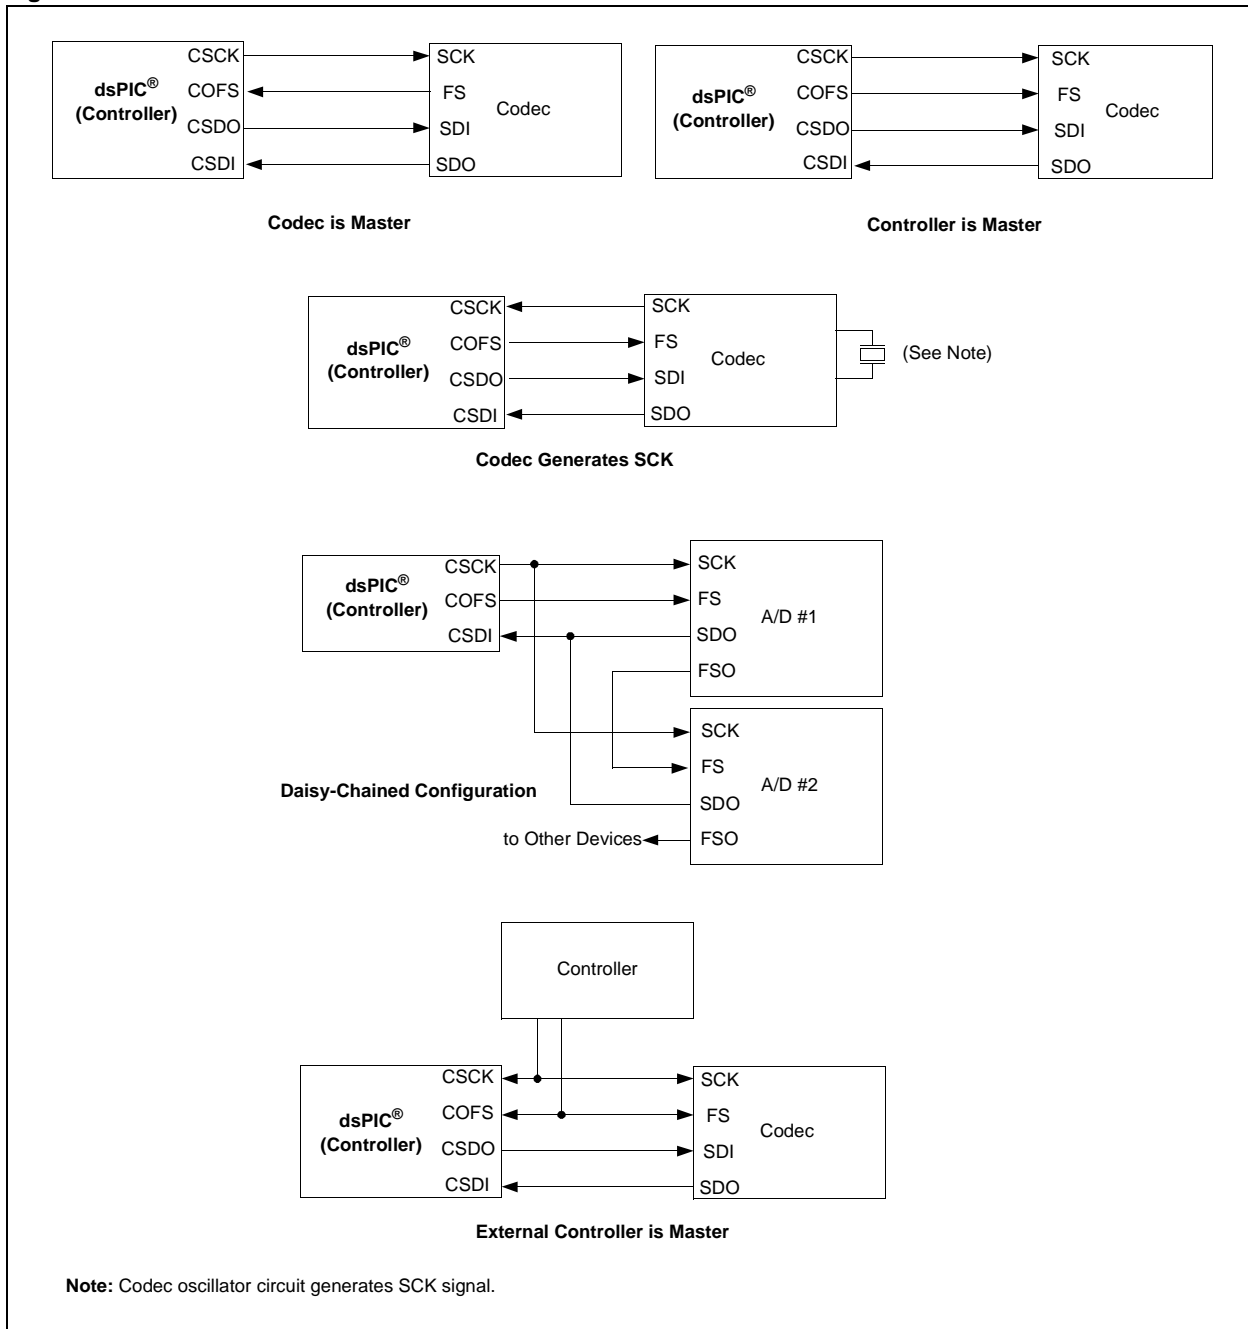 CSCK
COFS
CSDO
CSDI
dsPIC®
(Controller)
SCK
FS
SDI
SDO
Codec
Codec is Master
CSCK
COFS
CSDO
CSDI
dsPIC®
(Controller)
SCK
FS
SDI
SDO
Codec
Controller is Master
CSCK
COFS
CSDO
CSDI
dsPIC®
(Controller)
SCK
FS
SDI
SDO
Codec
(See Note)
Codec Generates SCK
CSCK
COFS
CSDI
dsPIC®
(Controller)
SCK
FS
SDO
FSO
A/D #1
SCK
FS
SDO
FSO
A/D #2
Daisy-Chained Configuration
to Other Devices
Controller
CSCK
COFS
CSDO
CSDI
dsPIC®
(Controller)
SCK
FS
SDI
SDO
Codec
External Controller is Master
Note: Codec oscillator circuit generates SCK signal.